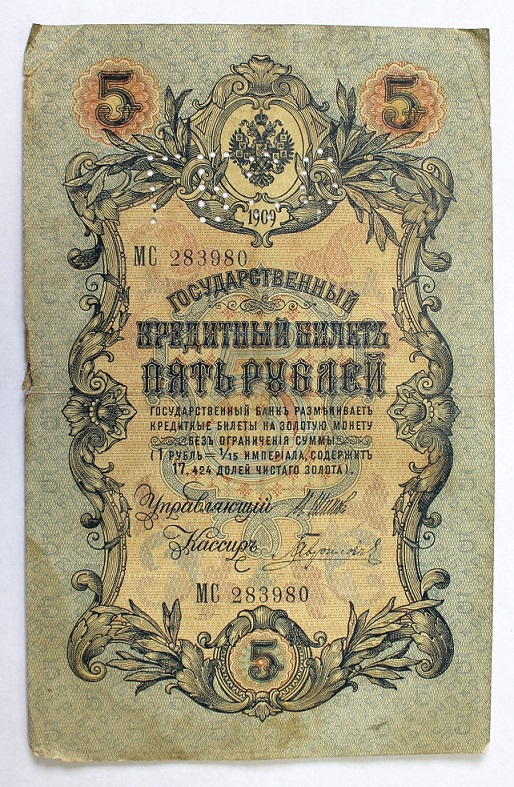 5 5
1909
МС 283980
ГОСУДАРСТВЕННЫЙ
КРЕДИТНЫЙ БИЛЕТЪ
ПЯТЬ РУБЛЕЙ
ГОСУДАРСТВЕННЫЙ БАНКЪ РАЗМѢНИВАЕТЪ
КРЕДИТНЫЕ БИЛЕТЫ НА ЗОЛОТУЮ МОНЕТУ
БЕЗЪ ОГРАНИЧЕНІЯ СУММЫ
(1 РУБЛЬ = 1/15 ИМПЕРІАЛА, СОДЕРЖИТЪ
17,424 ДОЛЕЙ ЧИСТАГО ЗОЛОТА).
Управляющій
Кассиръ
МС 283980
5